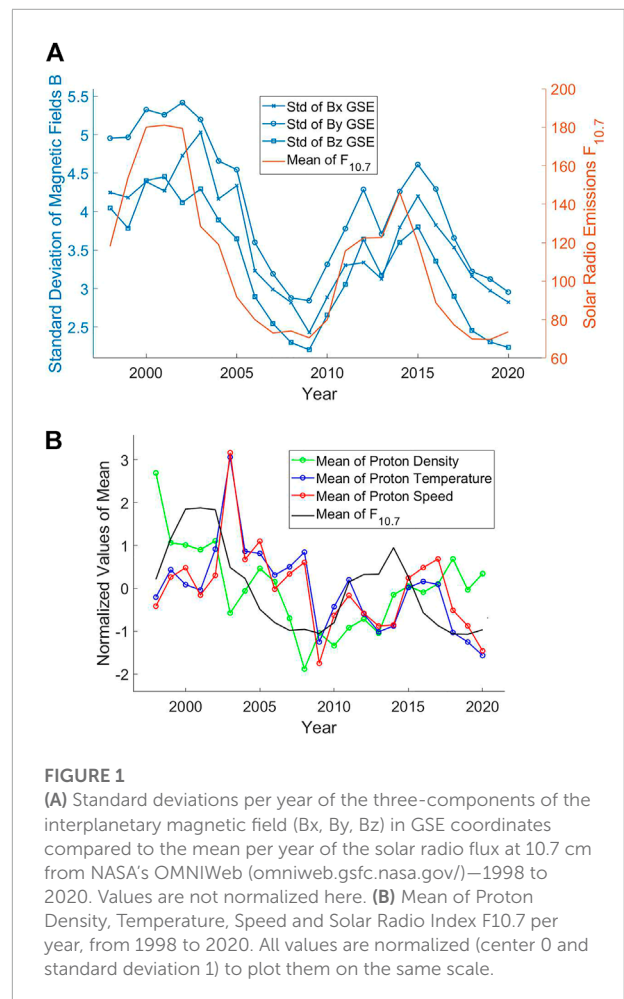 A
Standard Deviation of Magnetic Fields B
5.5
5
4.5
4
3.5
3
2.5
Std of Bx GSE
Std of By GSE
Std of Bz GSE
Mean of F10.7
200
180
160
140
120
100
80
60
Solar Radio Emissions F10.7
2000 2005 2010 2015 2020
Year
B
Normalized Values of Mean
3
2
1
0
-1
-2
Mean of Proton Density
Mean of Proton Temperature
Mean of Proton Speed
Mean of F10.7
2000 2005 2010 2015 2020
Year
FIGURE 1
(A) Standard deviations per year of the three-components of the
interplanetary magnetic field (Bx, By, Bz) in GSE coordinates
compared to the mean per year of the solar radio flux at 10.7 cm
from NASA's OMNIWeb (omniweb.gsfc.nasa.gov/)—1998 to
2020. Values are not normalized here. (B) Mean of Proton
Density, Temperature, Speed and Solar Radio Index F10.7 per
year, from 1998 to 2020. All values are normalized (center 0 and
standard deviation 1) to plot them on the same scale.